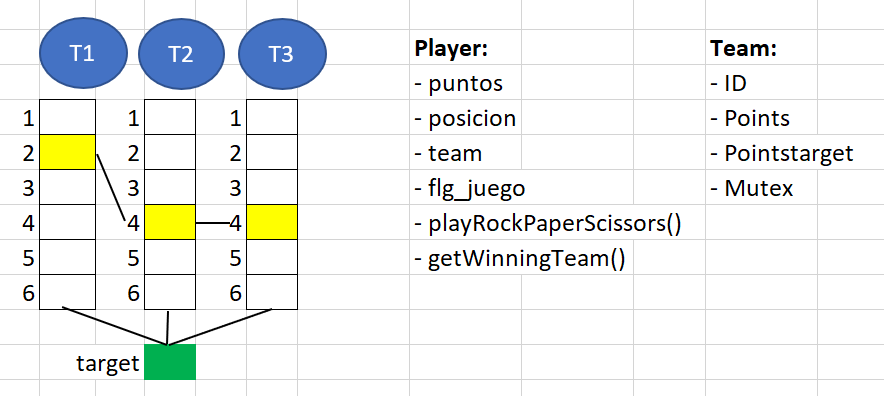 T1 T2 T3
Player: Team:
- puntos - ID
1 1 1 - posicion - Points
2 2 2 - team - Pointstarget
3 3 3 - flg_juego - Mutex
4 4 4 - playRockPaperScissors()
5 5 5 - getWinningTeam()
6 6 6
target